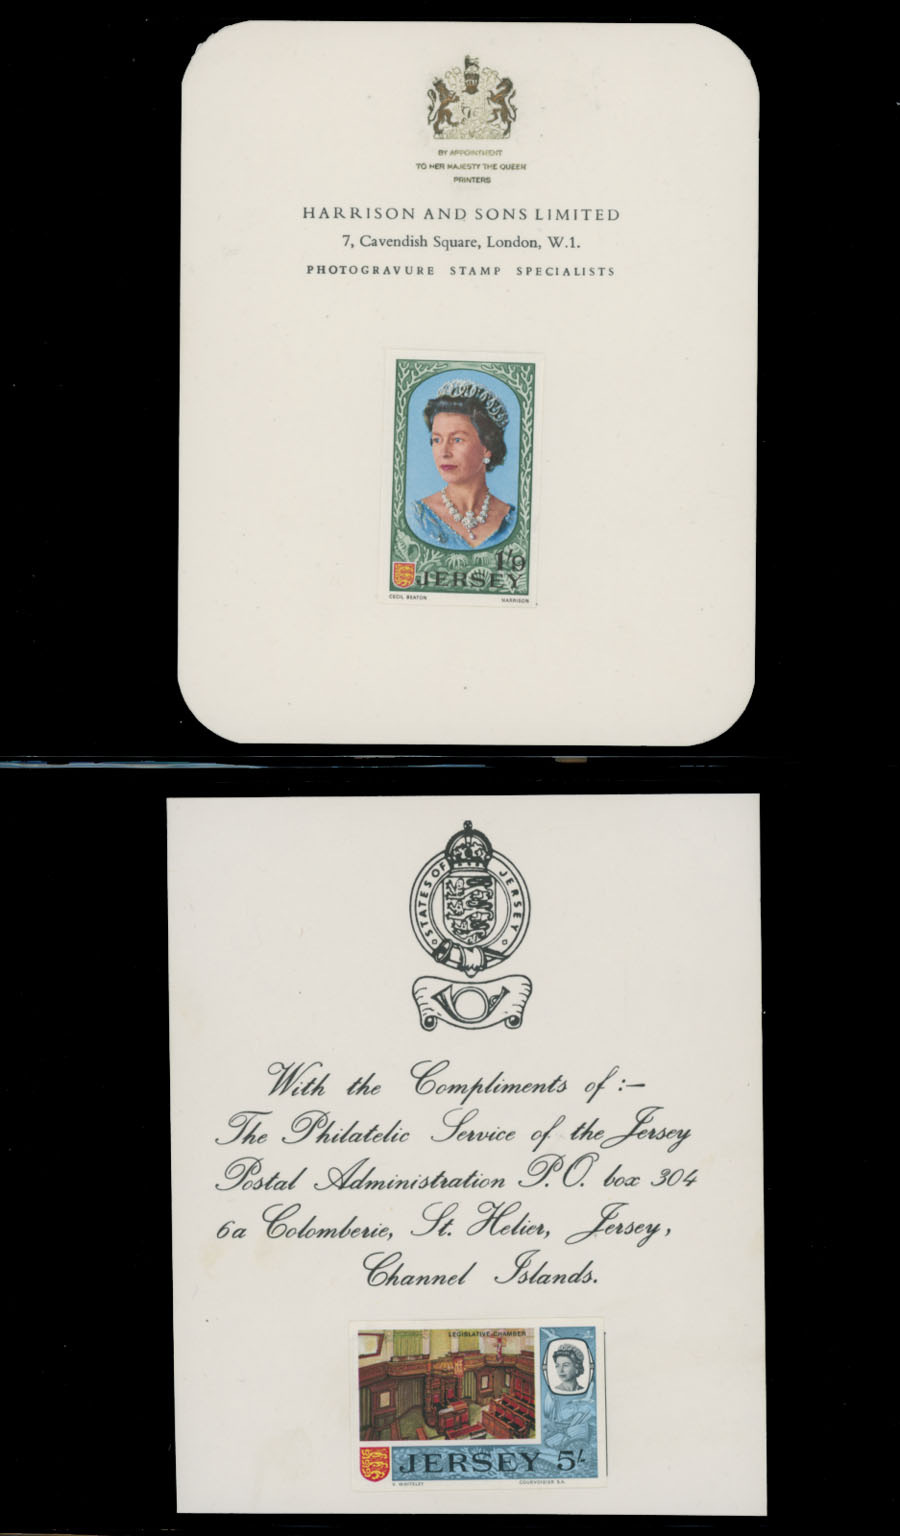 BY APPOINTMENT
TO HER MAJESTY THE QUEEN
PRINTERS
HARRISON AND SONS LIMITED
7, Cavendish Square, London, W.1.
PHOTOGRAVURE STAMP SPECIALISTS
1/9
JERSEY
CECIL BEATON HARRISON
STATES OF JERSEY
With the Compliments of :—
The Philatelic Service of the Jersey
Postal Administration P.O. box 304
6a Colomberie, St. Helier, Jersey,
Channel Islands.
LEGISLATIVE CHAMBER
JERSEY 5/-
V. WHITELEY COURVOISIER S.A.